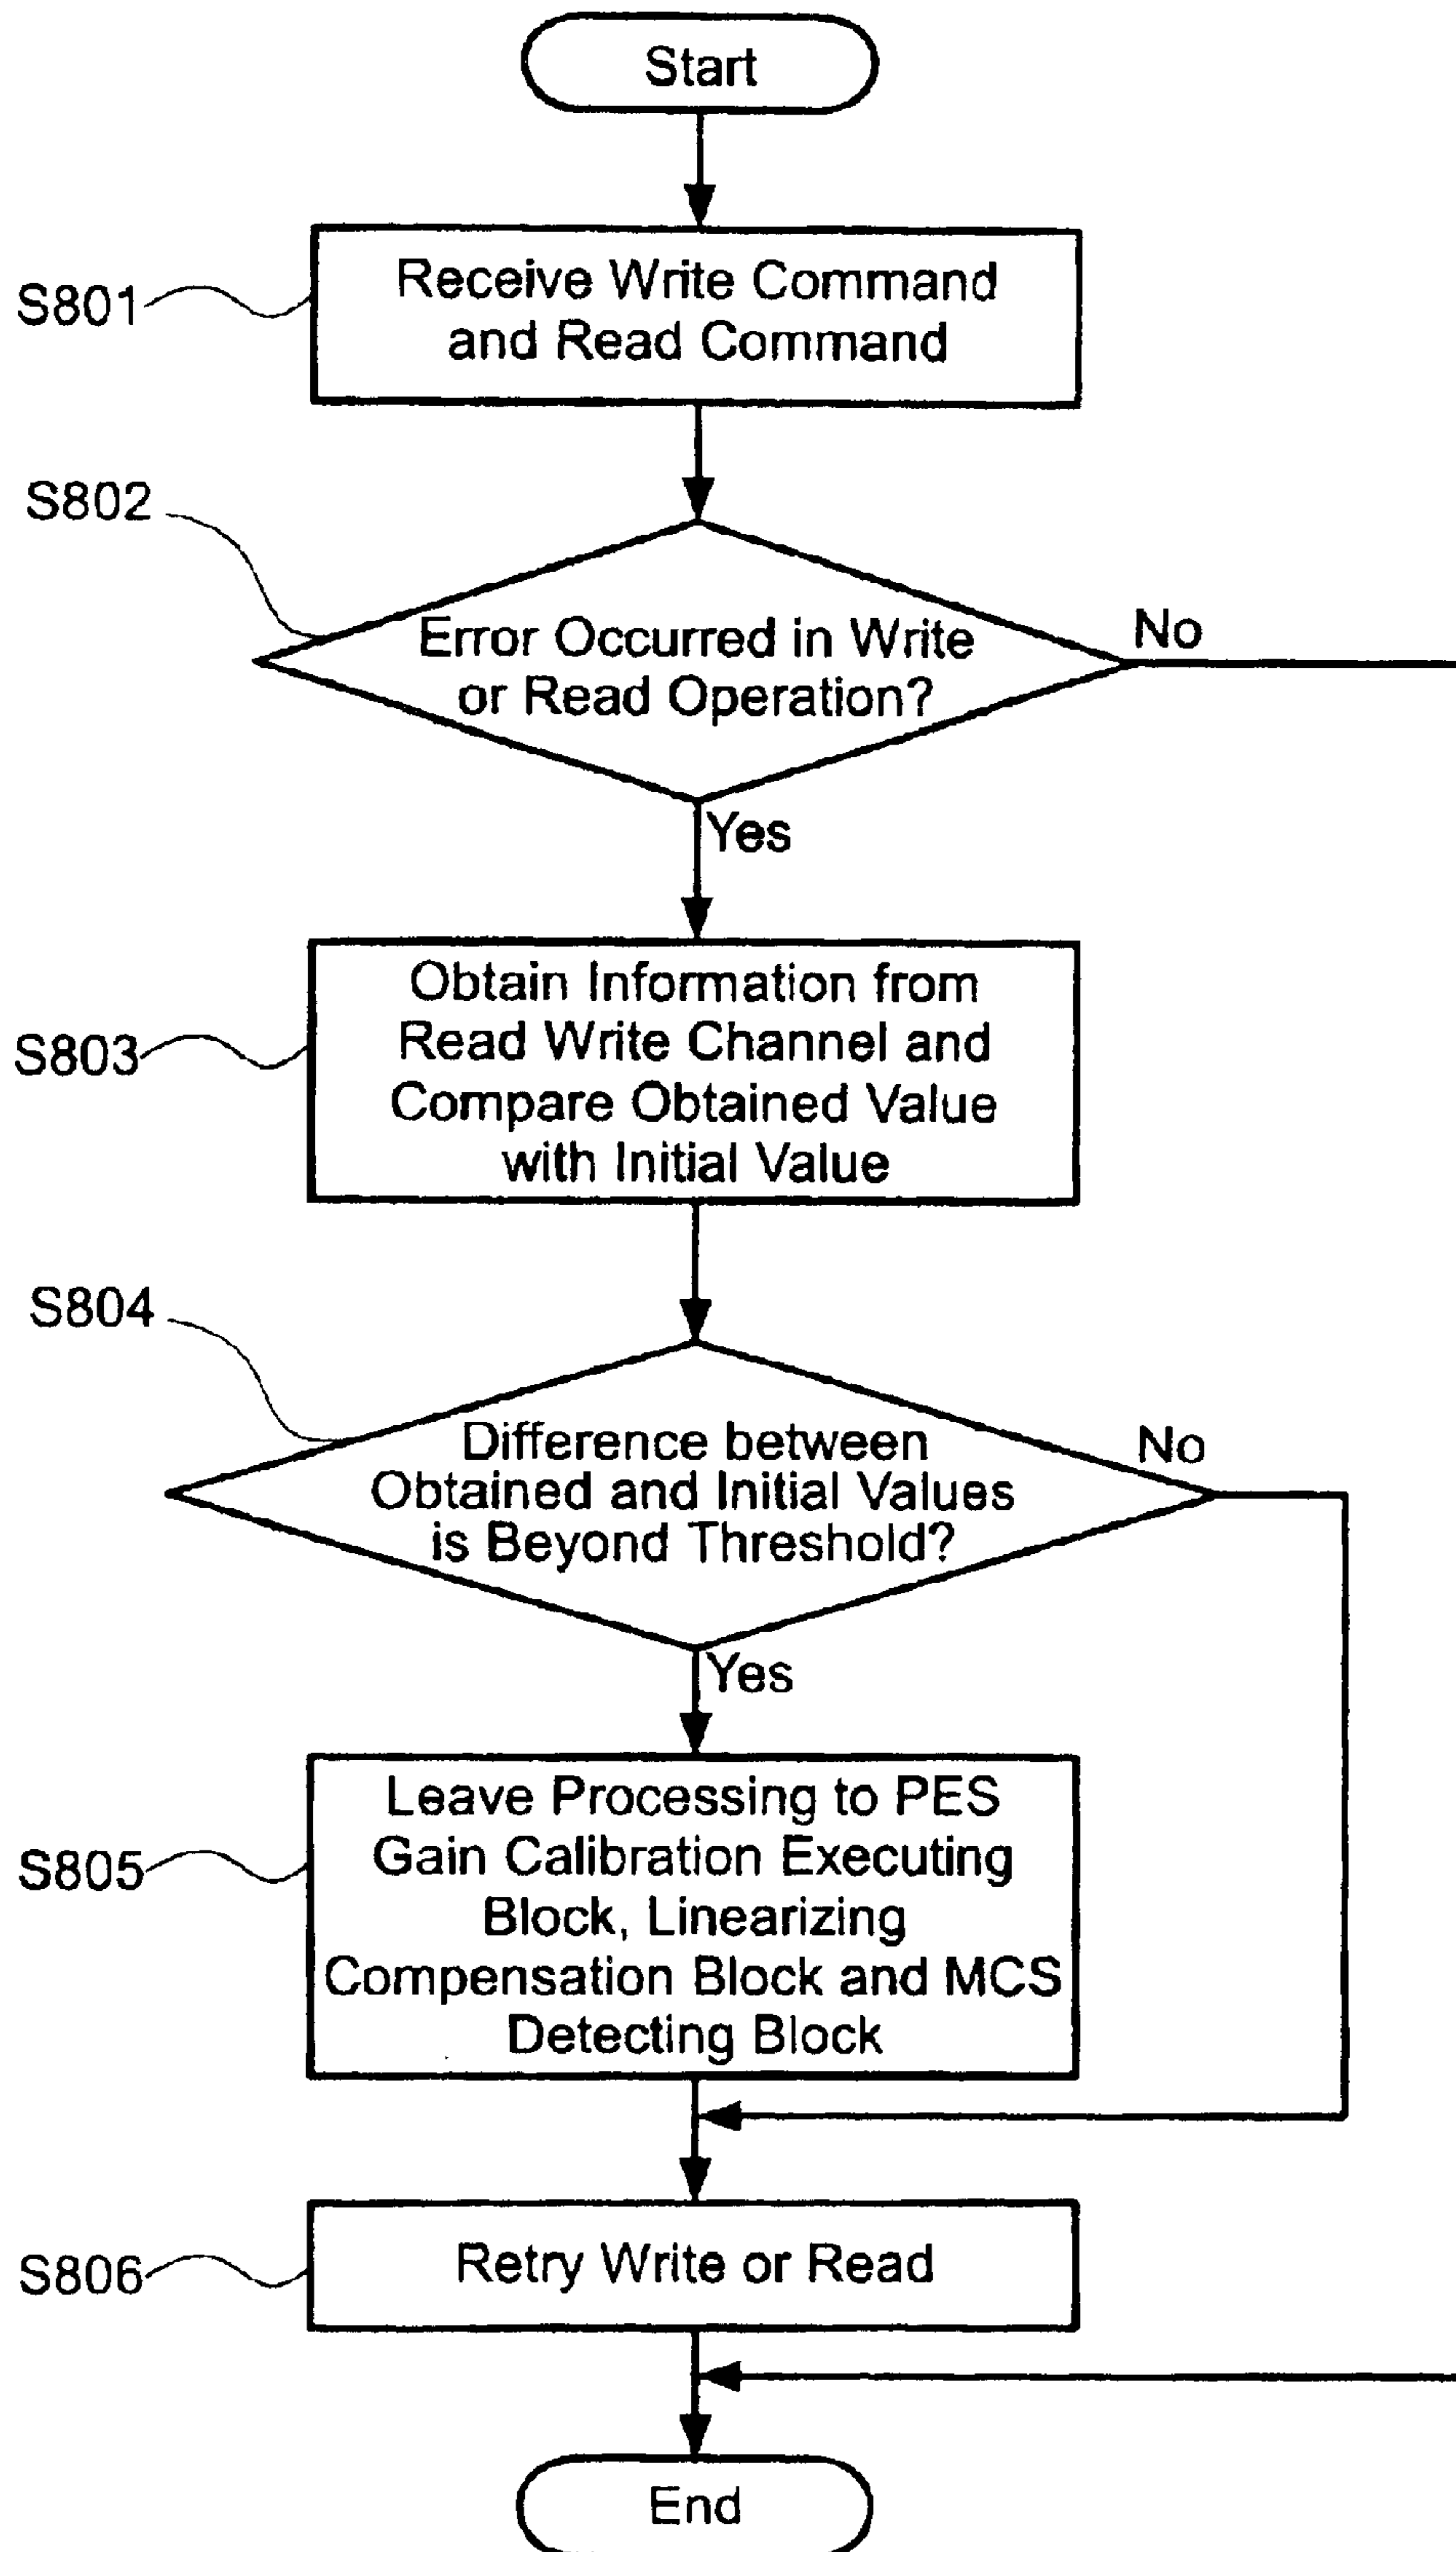 Start
S801
Receive Write Command
and Read Command
S802
Error Occurred in Write
or Read Operation?
No
Yes
S803
Obtain Information from
Read Write Channel and
Compare Obtained Value
with Initial Value
S804
Difference between
Obtained and Initial Values
is Beyond Threshold?
No
Yes
S805
Leave Processing to PES
Gain Calibration Executing
Block, Linearizing
Compensation Block and MCS
Detecting Block
S806
Retry Write or Read
End